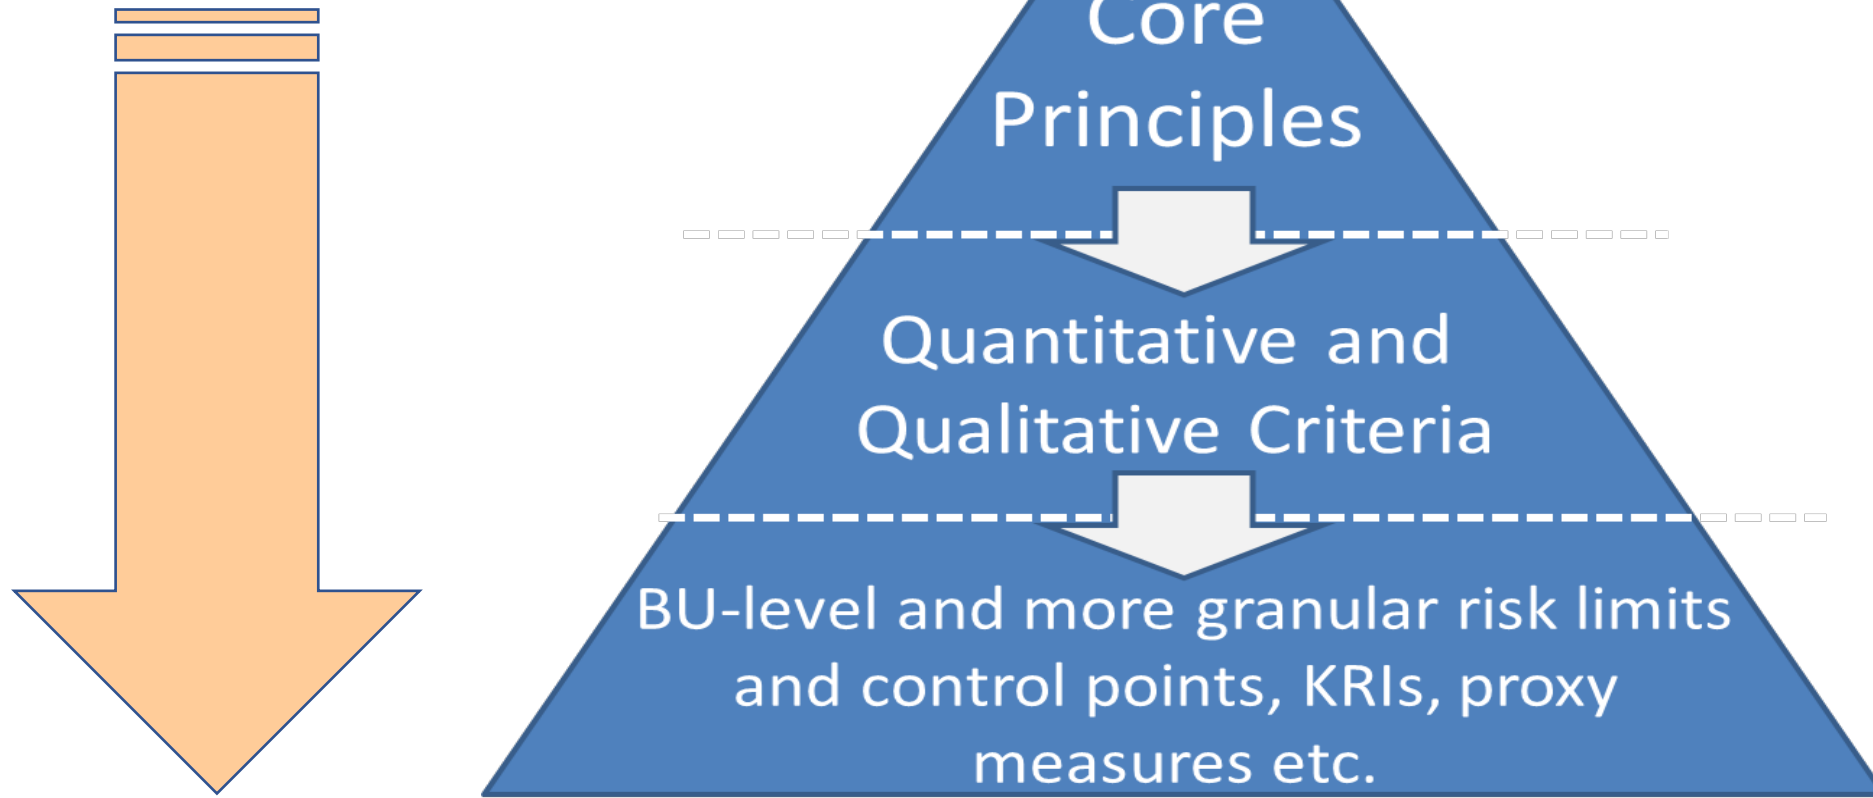 Core
Principles
Quantitative and
Qualitative Criteria
BU-level and more granular risk limits
and control points, KRIs, proxy
measures etc.